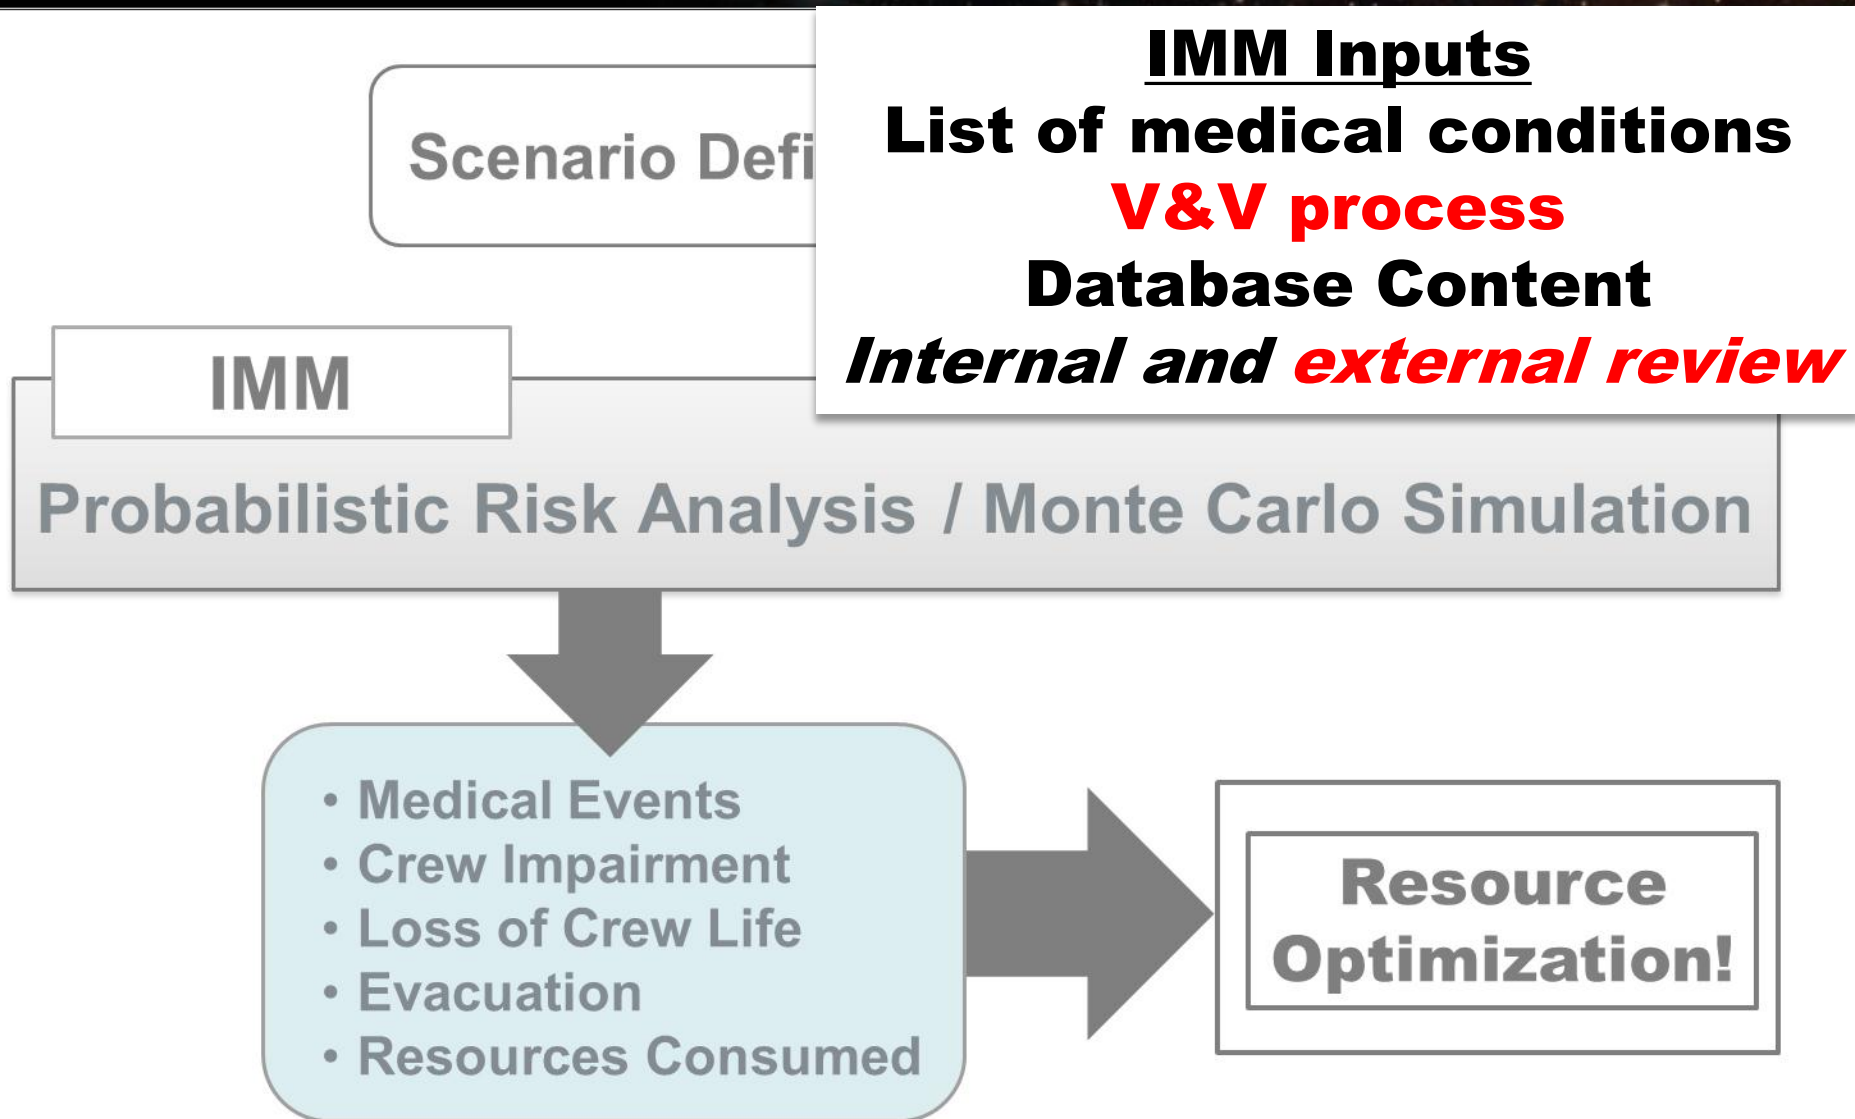 IMM Inputs
List of medical conditions
V&V process
Database Content
Internal and external review
Scenario Defi
IMM
Probabilistic Risk Analysis / Monte Carlo Simulation
• Medical Events
• Crew Impairment
• Loss of Crew Life
• Evacuation
• Resources Consumed
Resource
Optimization!